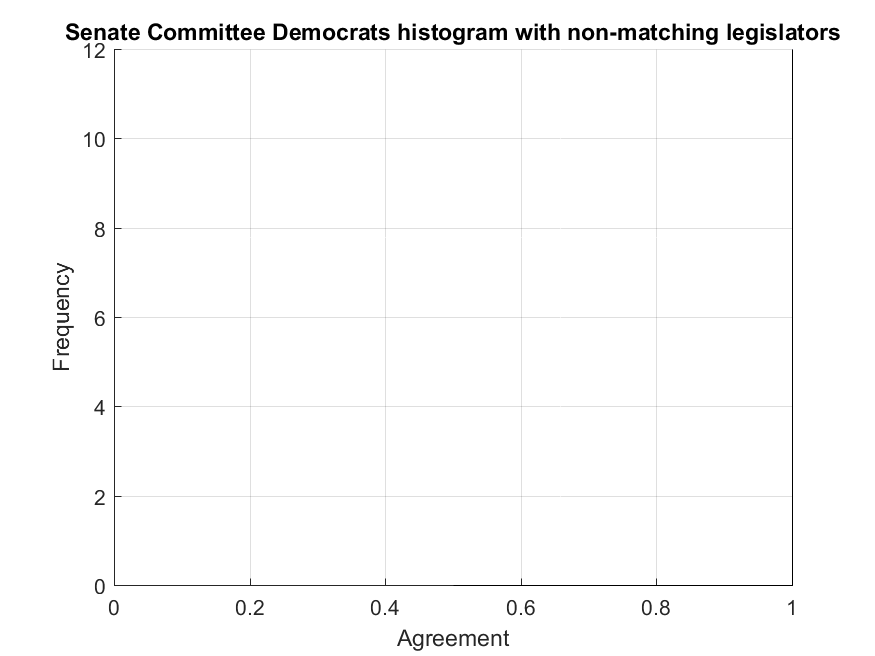 Senate Committee Democrats histogram with non-matching legislators
12
10
8
6
4
2
0
Frequency
0 0.2 0.4 0.6 0.8 1
Agreement